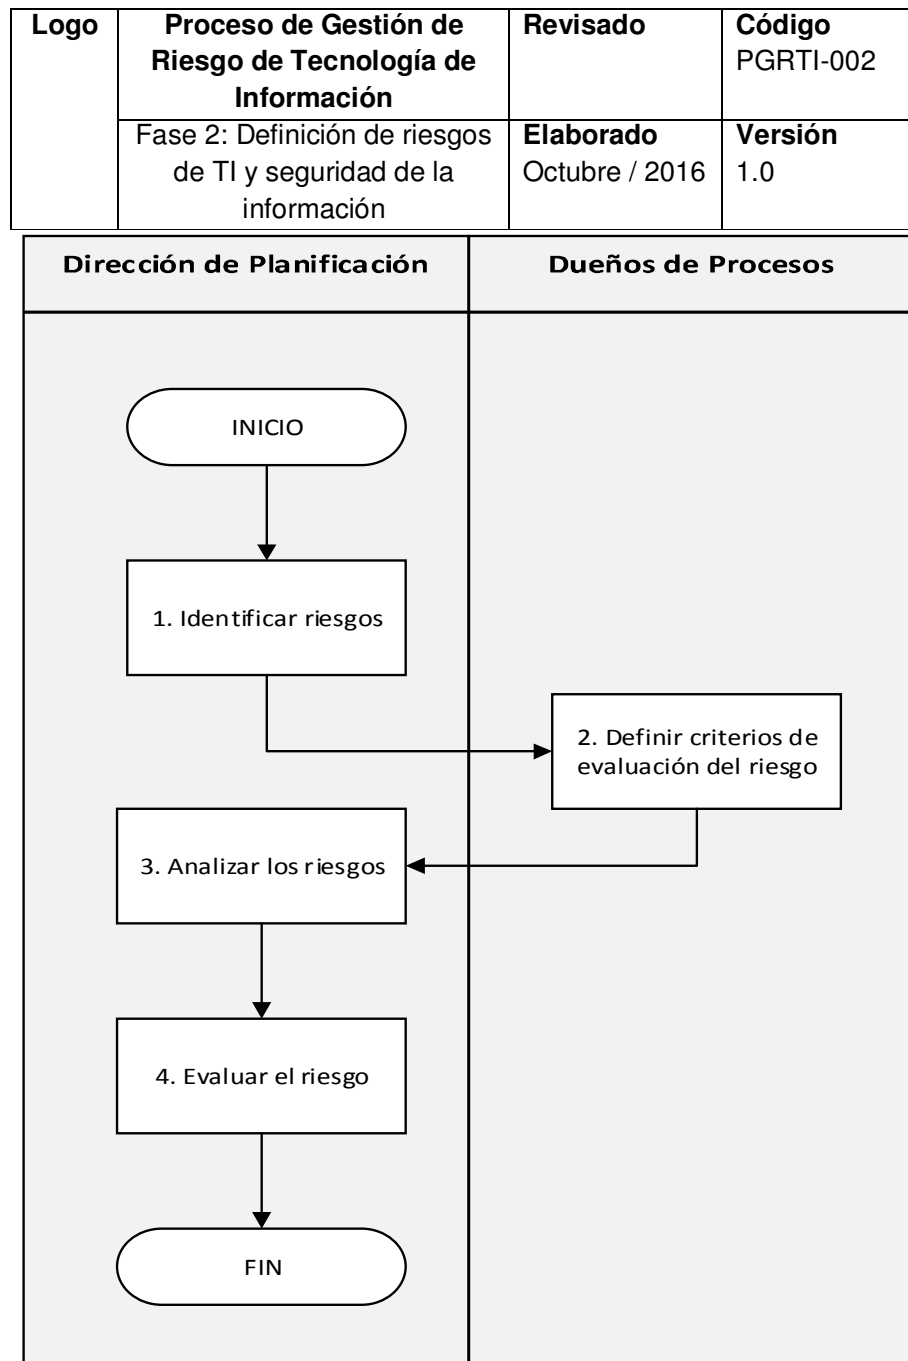 Logo
Proceso de Gestión de
Riesgo de Tecnología de
Información
Revisado
Código
PGRTI-002
Fase 2: Definición de riesgos
de TI y seguridad de la
información
Elaborado
Octubre / 2016
Versión
1.0
Dirección de Planificación
Dueños de Procesos
INICIO
1. Identificar riesgos
2. Definir criterios de
evaluación del riesgo
3. Analizar los riesgos
4. Evaluar el riesgo
FIN